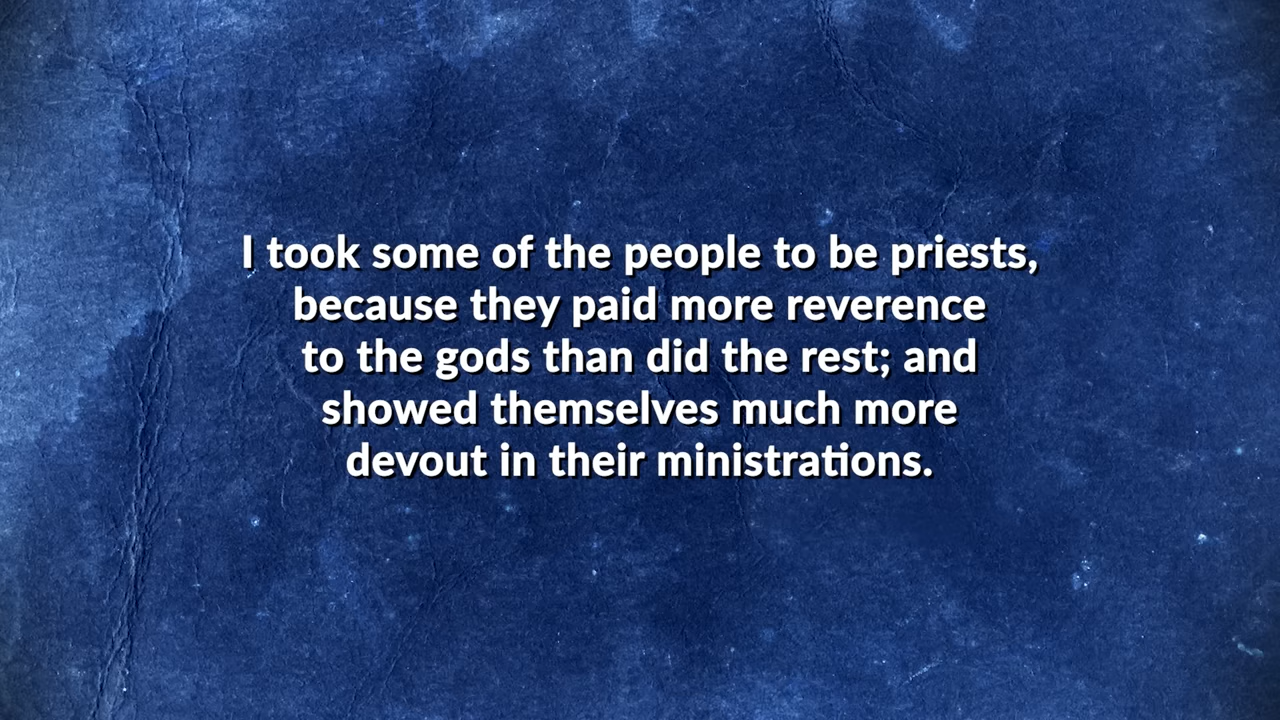 I took some of the people to be priests,
because they paid more reverence
to the gods than did the rest; and
showed themselves much more
devout in their ministrations.